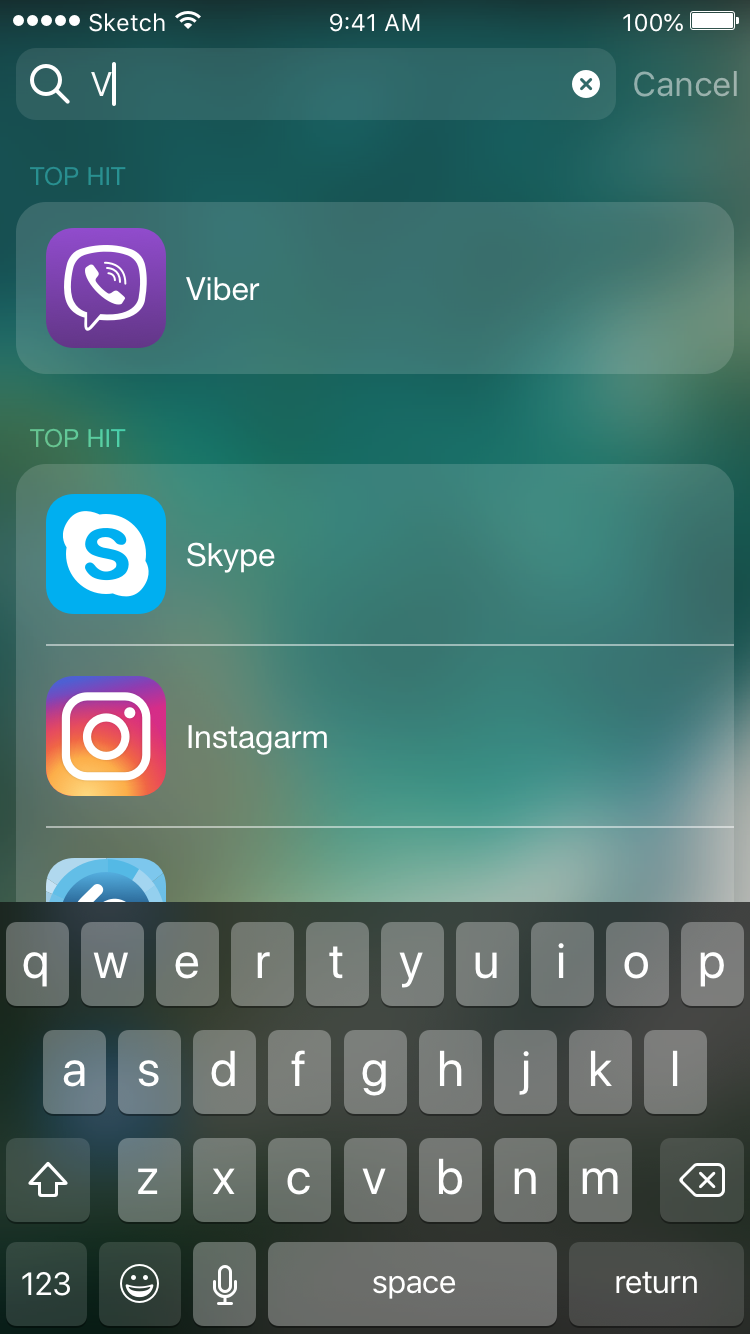 Sketch 9:41 AM 100%
V Cancel
TOP HIT
Viber
TOP HIT
Skype
Instagarm
q w e r t y u i o p
a s d f g h j k l
z x c v b n m
123 space return